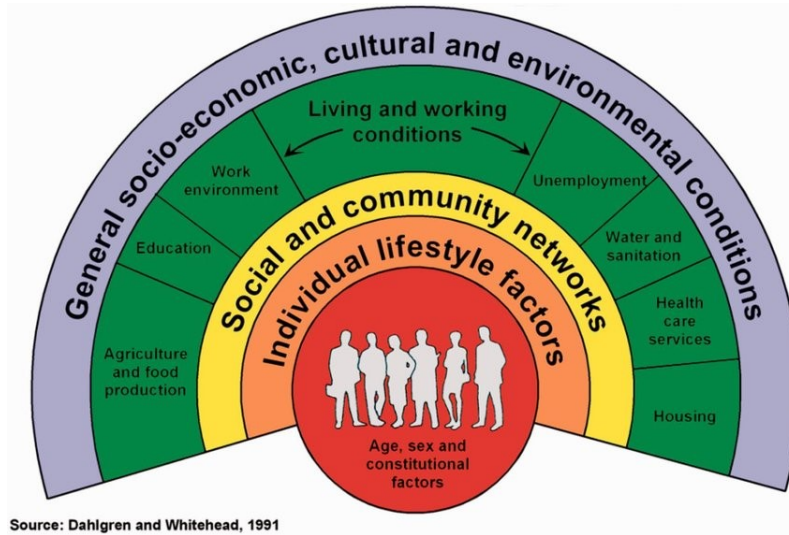 General socio-economic, cultural and environmental conditions
Living and working
conditions
Work
environment
Unemployment
Education
Water and
sanitation
Agriculture
and food
production
Health
care
services
Housing
Social and community networks
Individual lifestyle factors
Age, sex and
constitutional
factors
Source: Dahlgren and Whitehead, 1991